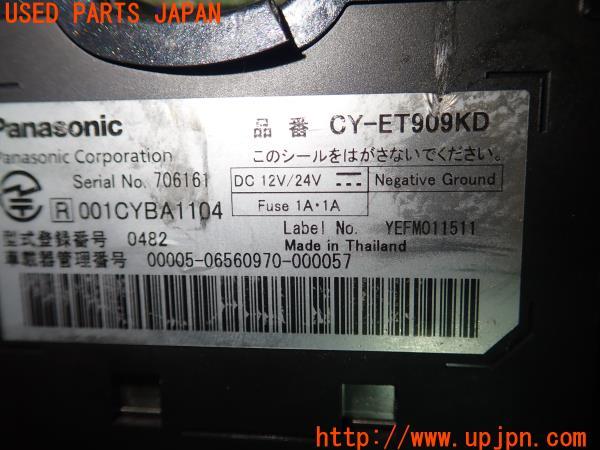 USED PARTS JAPAN
Panasonic 品番 CY-ET909KD
Panasonic Corporation このシールをはがさないでください。
Serial No. 706161 DC 12V/24V Negative Ground
R 001CYBA1104 Fuse 1A・1A
Label No. YEFM011511
型式登録番号 0482 Made in Thailand
車載器管理番号 00005-06560970-000057
http://www.upjpn.com